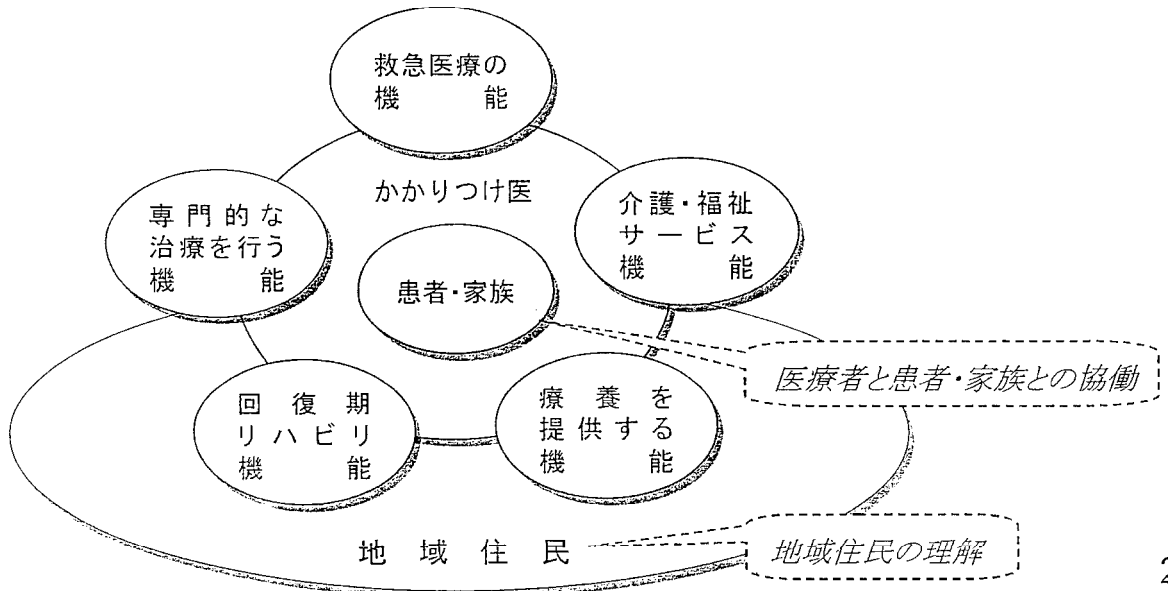 救急医療の
機能
かかりつけ医
専門的な
治療を行う
機能
介護・福祉
サービス
機能
患者・家族
医療者と患者・家族との協働
回復期
リハビリ
機能
療養を
提供する
機能
地域住民
地域住民の理解
2